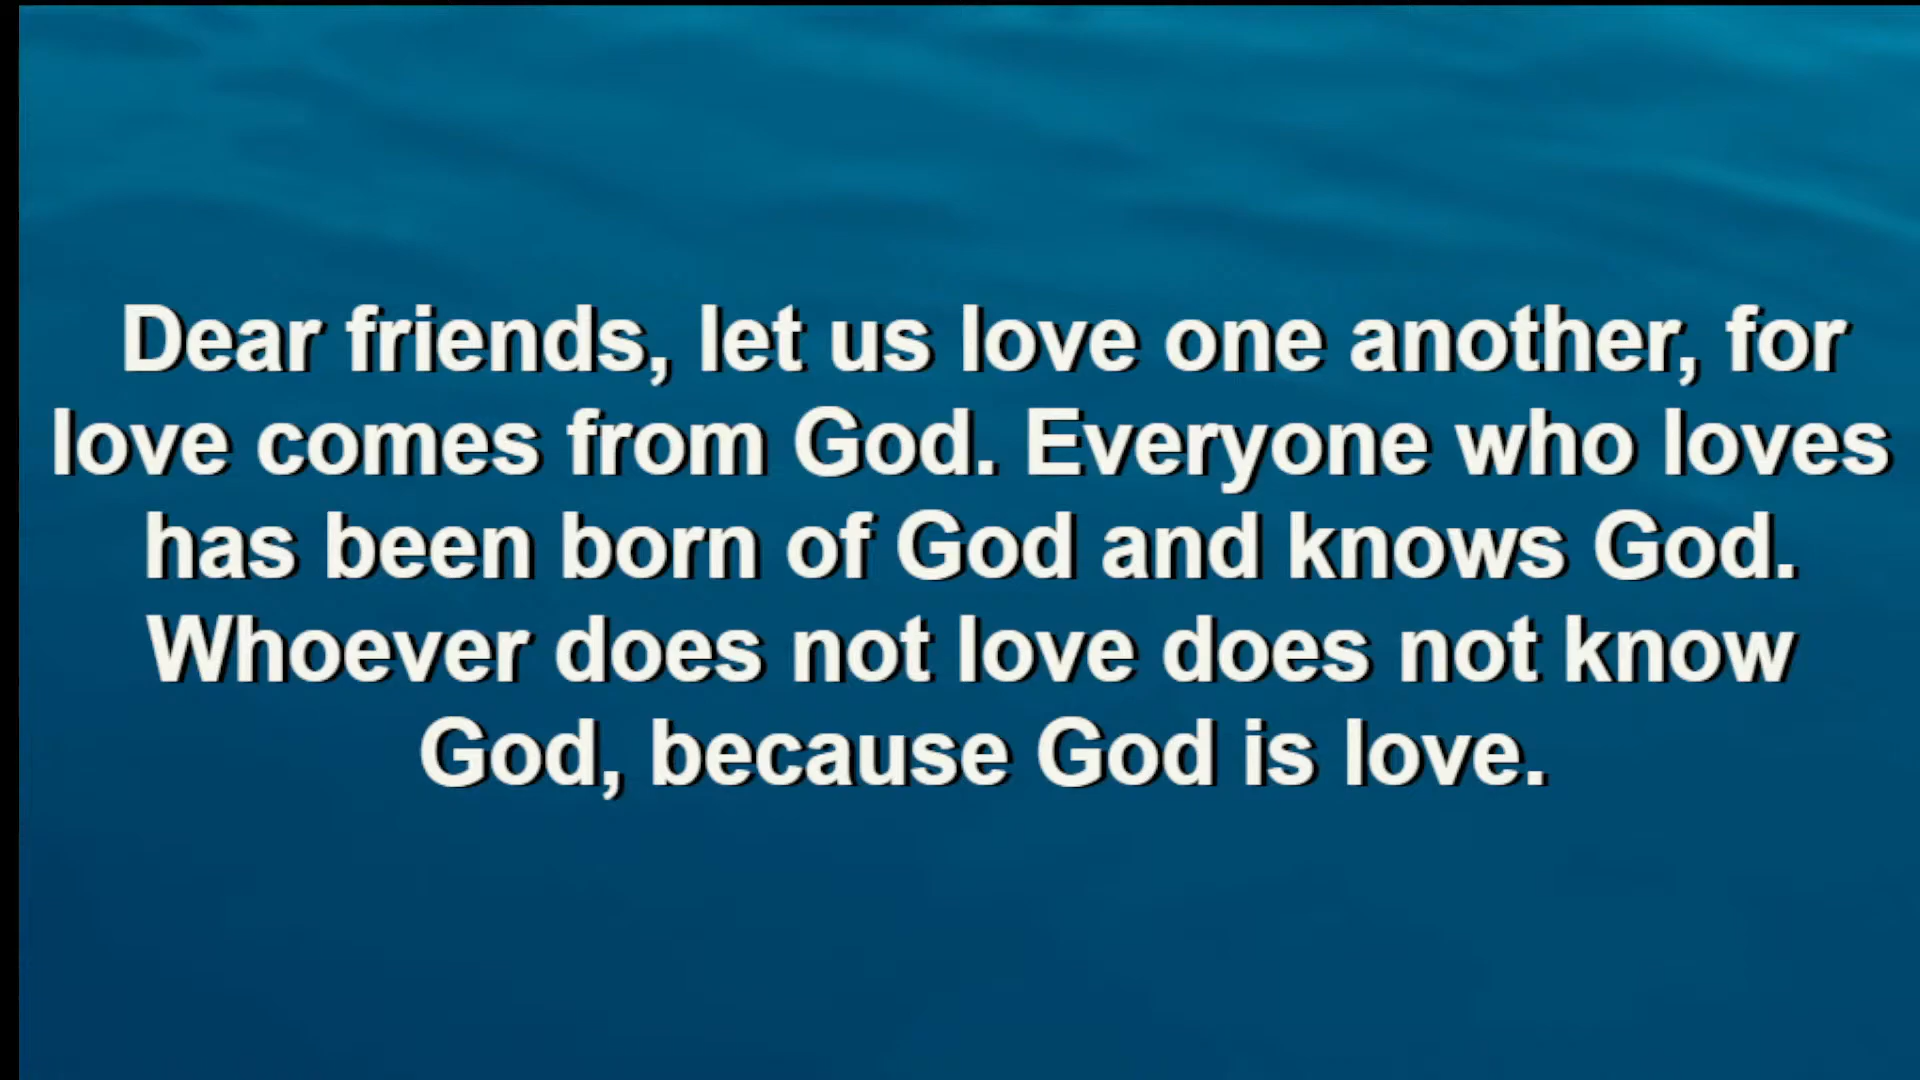 Dear friends, let us love one another, for
love comes from God. Everyone who loves
has been born of God and knows God.
Whoever does not love does not know
God, because God is love.